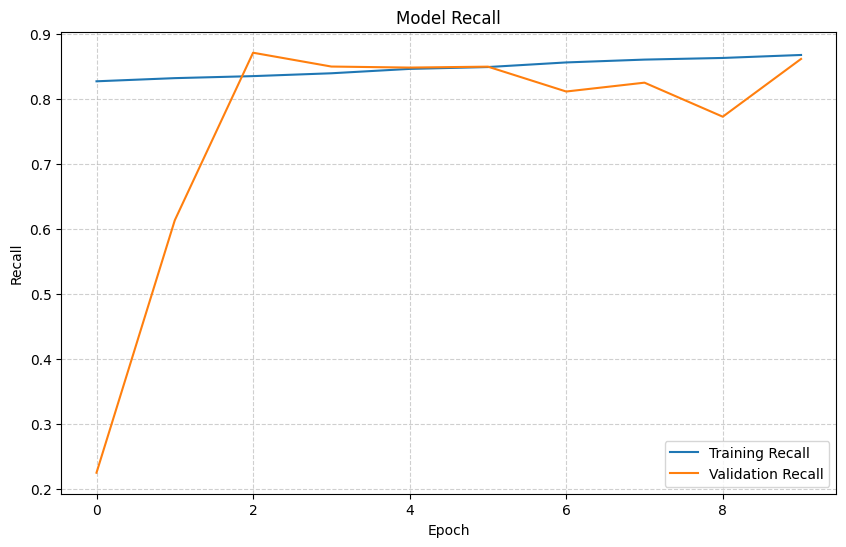 Model Recall
0.9
0.8
0.7
0.6
0.5
0.4
0.3
0.2
Recall
0 2 4 6 8
Epoch
Training Recall
Validation Recall